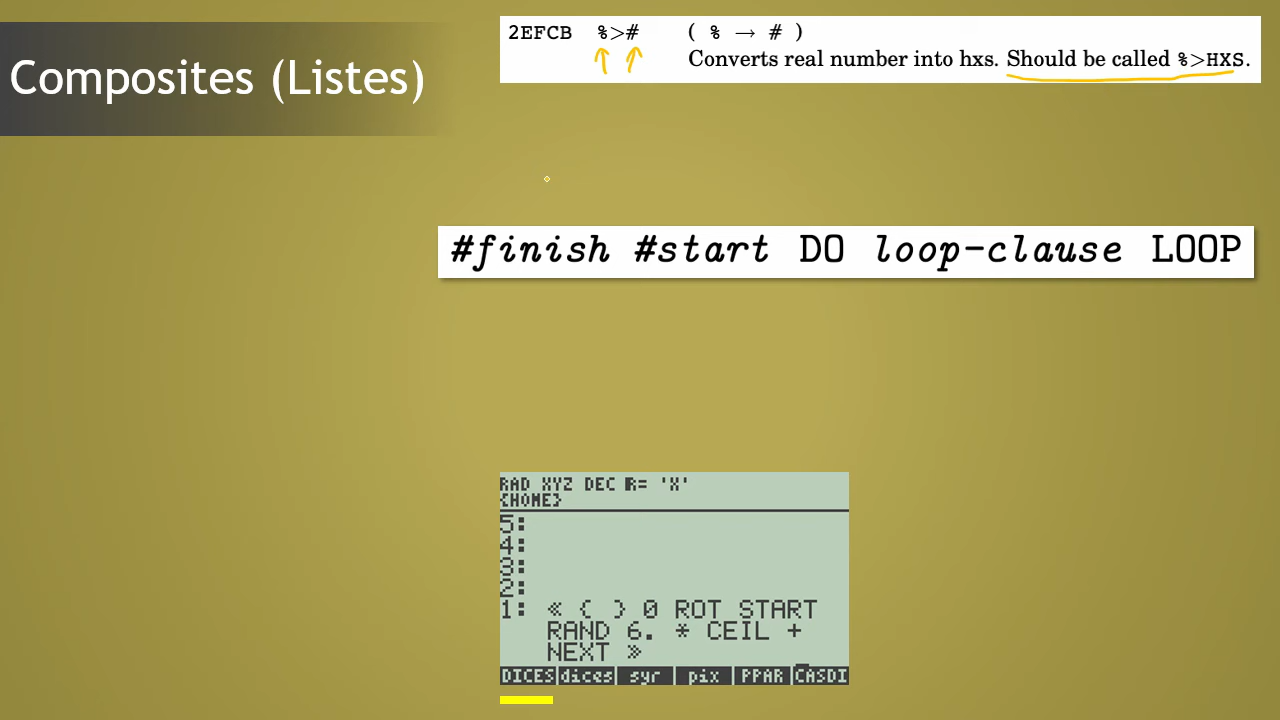 Composites (Listes)
2EFCB %># ( % → # )
Converts real number into hxs. Should be called %>HXS.
#finish #start DO loop-clause LOOP
RAD XYZ DEC R= 'X'
{HOME}
5:
4:
3:
2:
1: « { } 0 ROT START
RAND 6. * CEIL +
NEXT »
DICES dices syr pix PPAR CASDI